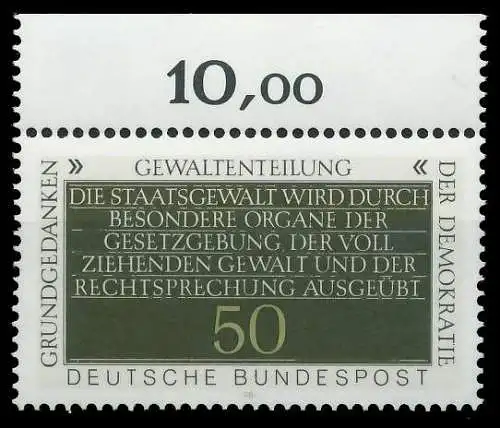 10,00
» GEWALTENTEILUNG «
GRUNDGEDANKEN
DER DEMOKRATIE
DIE STAATSGEWALT WIRD DURCH
BESONDERE ORGANE DER
GESETZGEBUNG, DER VOLL
ZIEHENDEN GEWALT UND DER
RECHTSPRECHUNG AUSGEÜBT
50
DEUTSCHE BUNDESPOST